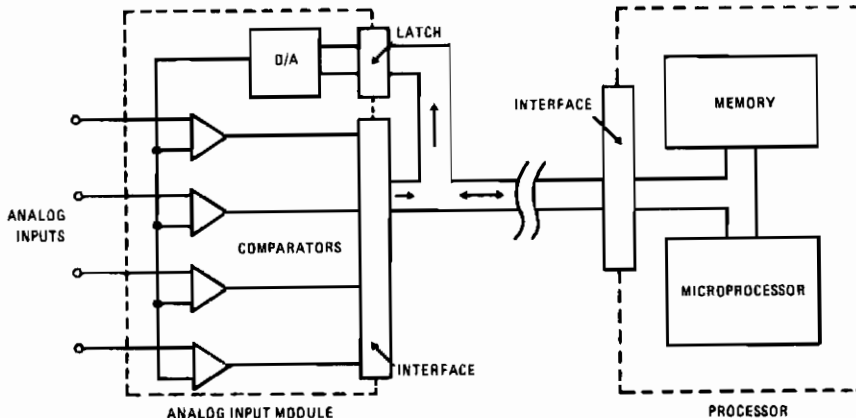 LATCH
D/A
INTERFACE
MEMORY
ANALOG
INPUTS
COMPARATORS
MICROPROCESSOR
INTERFACE
ANALOG INPUT MODULE
PROCESSOR